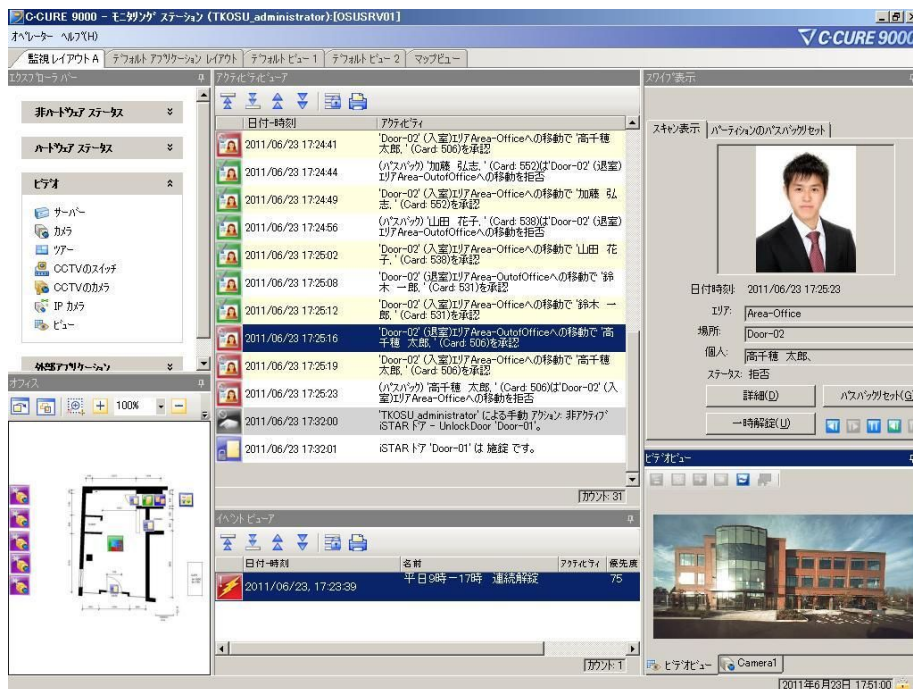 C•CURE 9000 - モニタリング ステーション (TKOSU_administrator):[OSUSRV01]
オペレーター ヘルプ(H)
C•CURE 9000
監視レイアウトA デフォルト アプリケーション レイアウト デフォルト ビュー 1 デフォルト ビュー 2 マップビュー
エクスプローラ バー
非ハードウェア ステータス
ハードウェア ステータス
ビデオ
サーバー
カメラ
ツアー
CCTVのスイッチ
CCTVのカメラ
IP カメラ
ビュー
外部アプリケーション
オフィス
100%
アクティビティビューア
日付-時刻 アクティビティ
2011/06/23 17:24:41 'Door-02' (入室)エリアArea-Officeへの移動で '高千穂
太郎, ' (Card: 506)を承認
2011/06/23 17:24:44 (パスバック) '加藤 弘志, ' (Card: 552)は'Door-02' (退室)
エリアArea-OutofOfficeへの移動を拒否
2011/06/23 17:24:49 'Door-02' (入室)エリアArea-Officeへの移動で '加藤 弘
志, ' (Card: 552)を承認
2011/06/23 17:24:56 (パスバック) '山田 花子, ' (Card: 538)は'Door-02' (退室)
エリアArea-OutofOfficeへの移動を拒否
2011/06/23 17:25:02 'Door-02' (入室)エリアArea-Officeへの移動で '山田 花
子, ' (Card: 538)を承認
2011/06/23 17:25:08 'Door-02' (退室)エリアArea-OutofOfficeへの移動で '鈴
木 一郎, ' (Card: 531)を承認
2011/06/23 17:25:12 'Door-02' (入室)エリアArea-Officeへの移動で '鈴木 一
郎, ' (Card: 531)を承認
2011/06/23 17:25:16 'Door-02' (退室)エリアArea-OutofOfficeへの移動で '高
千穂 太郎, ' (Card: 506)を承認
2011/06/23 17:25:19 'Door-02' (入室)エリアArea-Officeへの移動で '高千穂
太郎, ' (Card: 506)を承認
2011/06/23 17:25:23 (パスバック) '高千穂 太郎, ' (Card: 506)は'Door-02' (入
室)エリアArea-Officeへの移動を拒否
2011/06/23 17:32:00 'TKOSU_administrator' による手動 アクション: 非アクティブ
iSTAR ドア - UnlockDoor 'Door-01'。
2011/06/23 17:32:01 iSTAR ドア 'Door-01' は 施錠 です。
カウント: 31
イベント ビューア
日付-時刻 名前 アクティビティ 優先度
2011/06/23, 17:23:39 平日9時-17時 連続解錠 75
カウント: 1
スワイプ表示
スキャン表示 パーティションのパスバックリセット
日付時刻: 2011/06/23 17:25:23
エリア: Area-Office
場所: Door-02
個人: 高千穂 太郎、
ステータス: 拒否
詳細(D) パスバックリセット(G)
一時解錠(U)
ビデオビュー
ビデオビュー Camera1
2011年6月23日 17:51:00